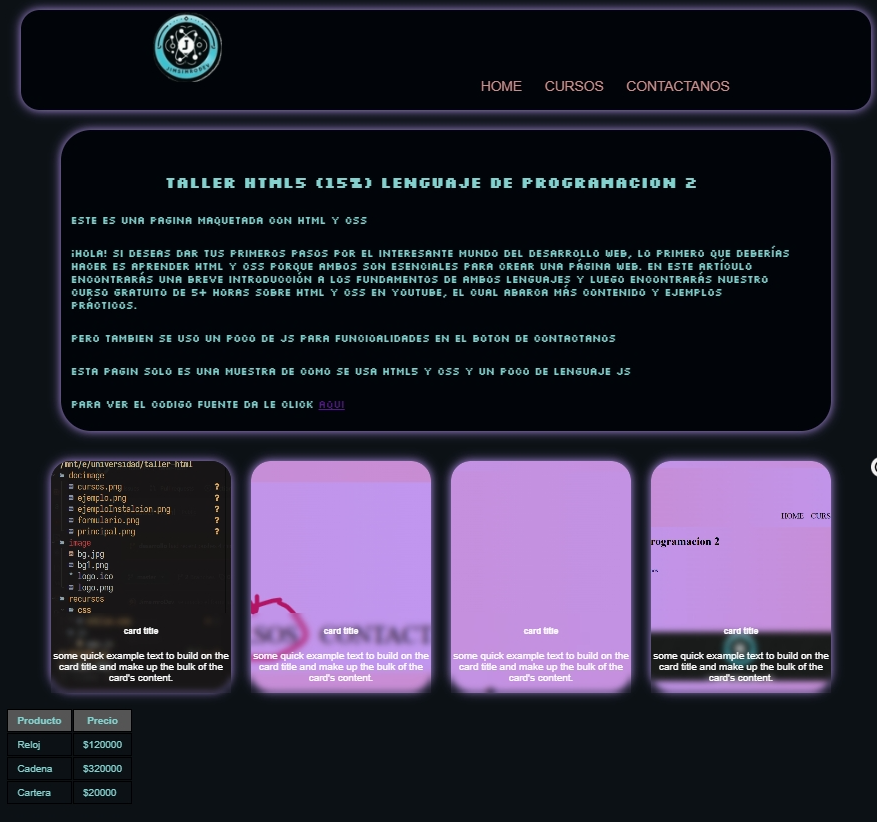 J
JIMSIMRODEV
HOME CURSOS CONTACTANOS
TALLER HTML5 (15%) LENGUAJE DE PROGRAMACION 2
ESTE ES UNA PAGINA MAQUETADA CON HTML Y CSS
¡HOLA! SI DESEAS DAR TUS PRIMEROS PASOS POR EL INTERESANTE MUNDO DEL DESARROLLO WEB, LO PRIMERO QUE DEBERÍAS
HACER ES APRENDER HTML Y CSS PORQUE AMBOS SON ESENCIALES PARA CREAR UNA PÁGINA WEB. EN ESTE ARTÍCULO
ENCONTRARÁS UNA BREVE INTRODUCCIÓN A LOS FUNDAMENTOS DE AMBOS LENGUAJES Y LUEGO ENCONTRARÁS NUESTRO
CURSO GRATUITO DE 5+ HORAS SOBRE HTML Y CSS EN YOUTUBE, EL CUAL ABARCA MÁS CONTENIDO Y EJEMPLOS
PRÁCTICOS.
PERO TAMBIEN SE USO UN POCO DE JS PARA FUNCIOALIDADES EN EL BOTON DE CONTACTANOS
ESTA PAGIN SOLO ES UNA MUESTRA DE COMO SE USA HTML5 Y CSS Y UN POCO DE LENGUAJE JS
PARA VER EL CODIGO FUENTE DA LE CLICK AQUI
/mnt/e/universidad/taller-html
docimage
cursos.png ?
ejemplo.png ?
ejemploInstalcion.png ?
formulario.png ?
principal.png ?
image
bg.jpg
bg1.png
logo.ico
logo.png
recursos
css
card title
some quick example text to build on the
card title and make up the bulk of the
card's content.
SOS CONTACT
card title
some quick example text to build on the
card title and make up the bulk of the
card's content.
card title
some quick example text to build on the
card title and make up the bulk of the
card's content.
HOME CURS
rogramacion 2
card title
some quick example text to build on the
card title and make up the bulk of the
card's content.
Producto Precio
Reloj $120000
Cadena $320000
Cartera $20000